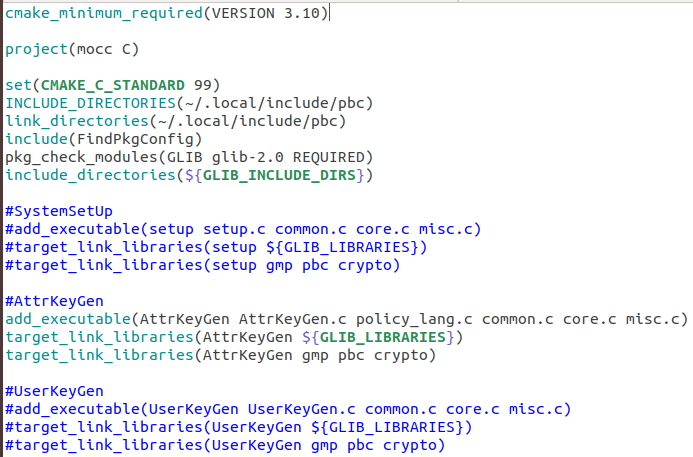 cmake_minimum_required(VERSION 3.10)
project(mocc C)
set(CMAKE_C_STANDARD 99)
INCLUDE_DIRECTORIES(~/.local/include/pbc)
link_directories(~/.local/include/pbc)
include(FindPkgConfig)
pkg_check_modules(GLIB glib-2.0 REQUIRED)
include_directories(${GLIB_INCLUDE_DIRS})
#SystemSetUp
#add_executable(setup setup.c common.c core.c misc.c)
#target_link_libraries(setup ${GLIB_LIBRARIES})
#target_link_libraries(setup gmp pbc crypto)
#AttrKeyGen
add_executable(AttrKeyGen AttrKeyGen.c policy_lang.c common.c core.c misc.c)
target_link_libraries(AttrKeyGen ${GLIB_LIBRARIES})
target_link_libraries(AttrKeyGen gmp pbc crypto)
#UserKeyGen
#add_executable(UserKeyGen UserKeyGen.c common.c core.c misc.c)
#target_link_libraries(UserKeyGen ${GLIB_LIBRARIES})
#target_link_libraries(UserKeyGen gmp pbc crypto)